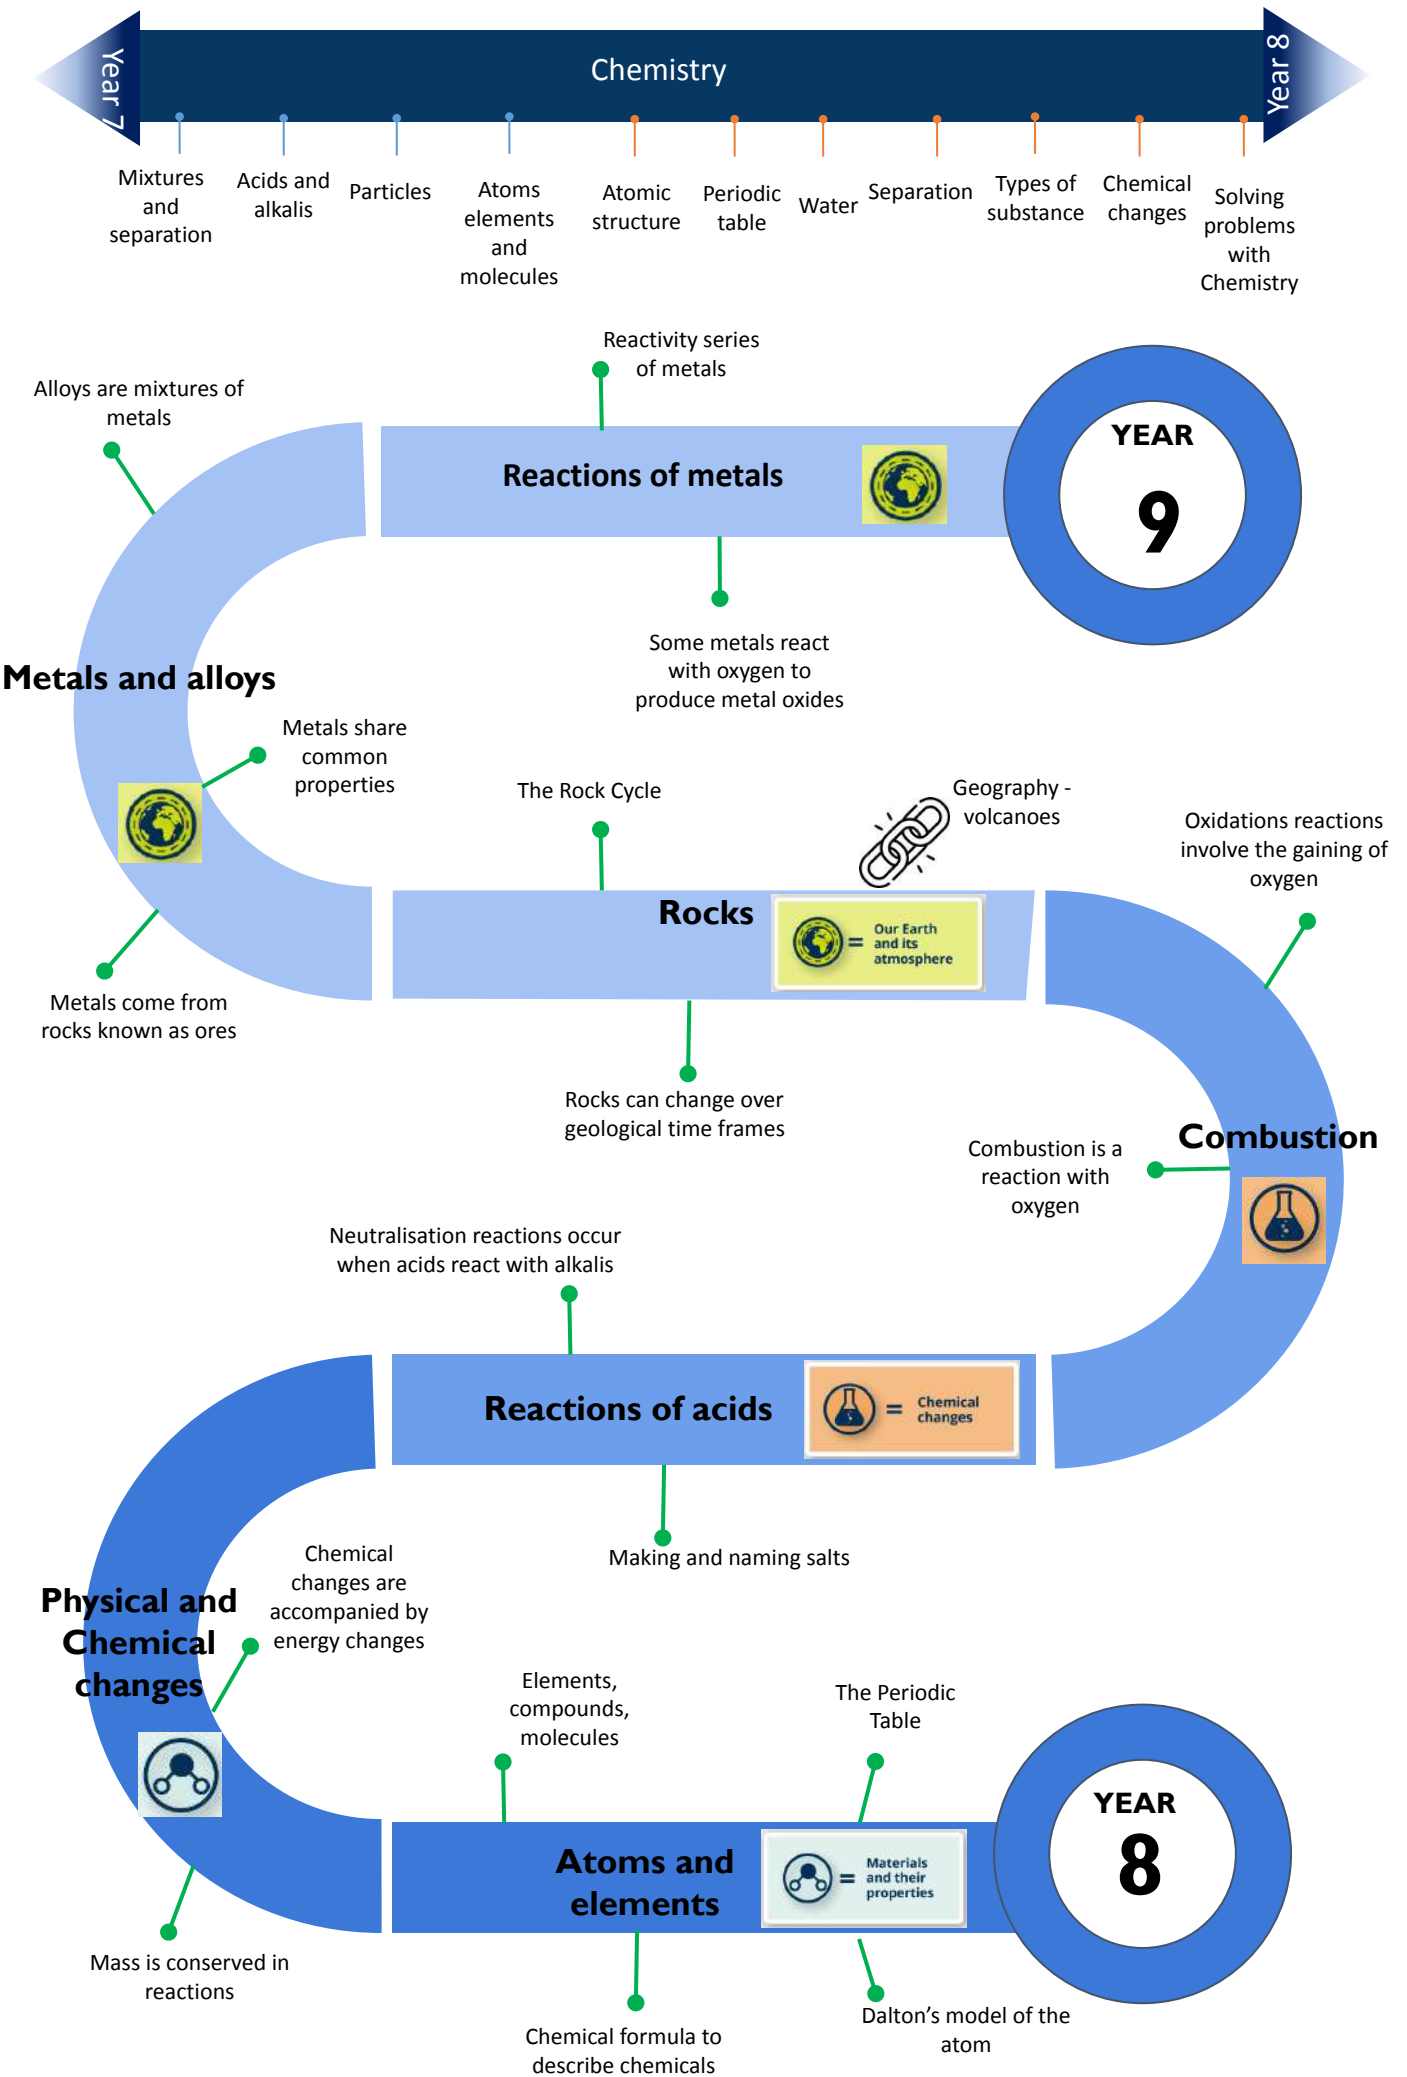 Chemistry
Year 7
Year 8
Mixtures
and
separation
Acids and
alkalis
Particles
Atoms
elements
and
molecules
Atomic
structure
Periodic
table
Water
Separation
Types of
substance
Chemical
changes
Solving
problems
with
Chemistry
Reactivity series
of metals
Alloys are mixtures of
metals
Reactions of metals
YEAR
9
Some metals react
with oxygen to
produce metal oxides
Metals and alloys
Metals share
common
properties
The Rock Cycle
Geography -
volcanoes
Oxidations reactions
involve the gaining of
oxygen
Rocks
= Our Earth
and its
atmosphere
Metals come from
rocks known as ores
Rocks can change over
geological time frames
Combustion
Combustion is a
reaction with
oxygen
Neutralisation reactions occur
when acids react with alkalis
Reactions of acids
= Chemical
changes
Making and naming salts
Chemical
changes are
accompanied by
energy changes
Physical and
Chemical
changes
Elements,
compounds,
molecules
The Periodic
Table
YEAR
8
Atoms and
elements
= Materials
and their
properties
Mass is conserved in
reactions
Chemical formula to
describe chemicals
Dalton's model of the
atom